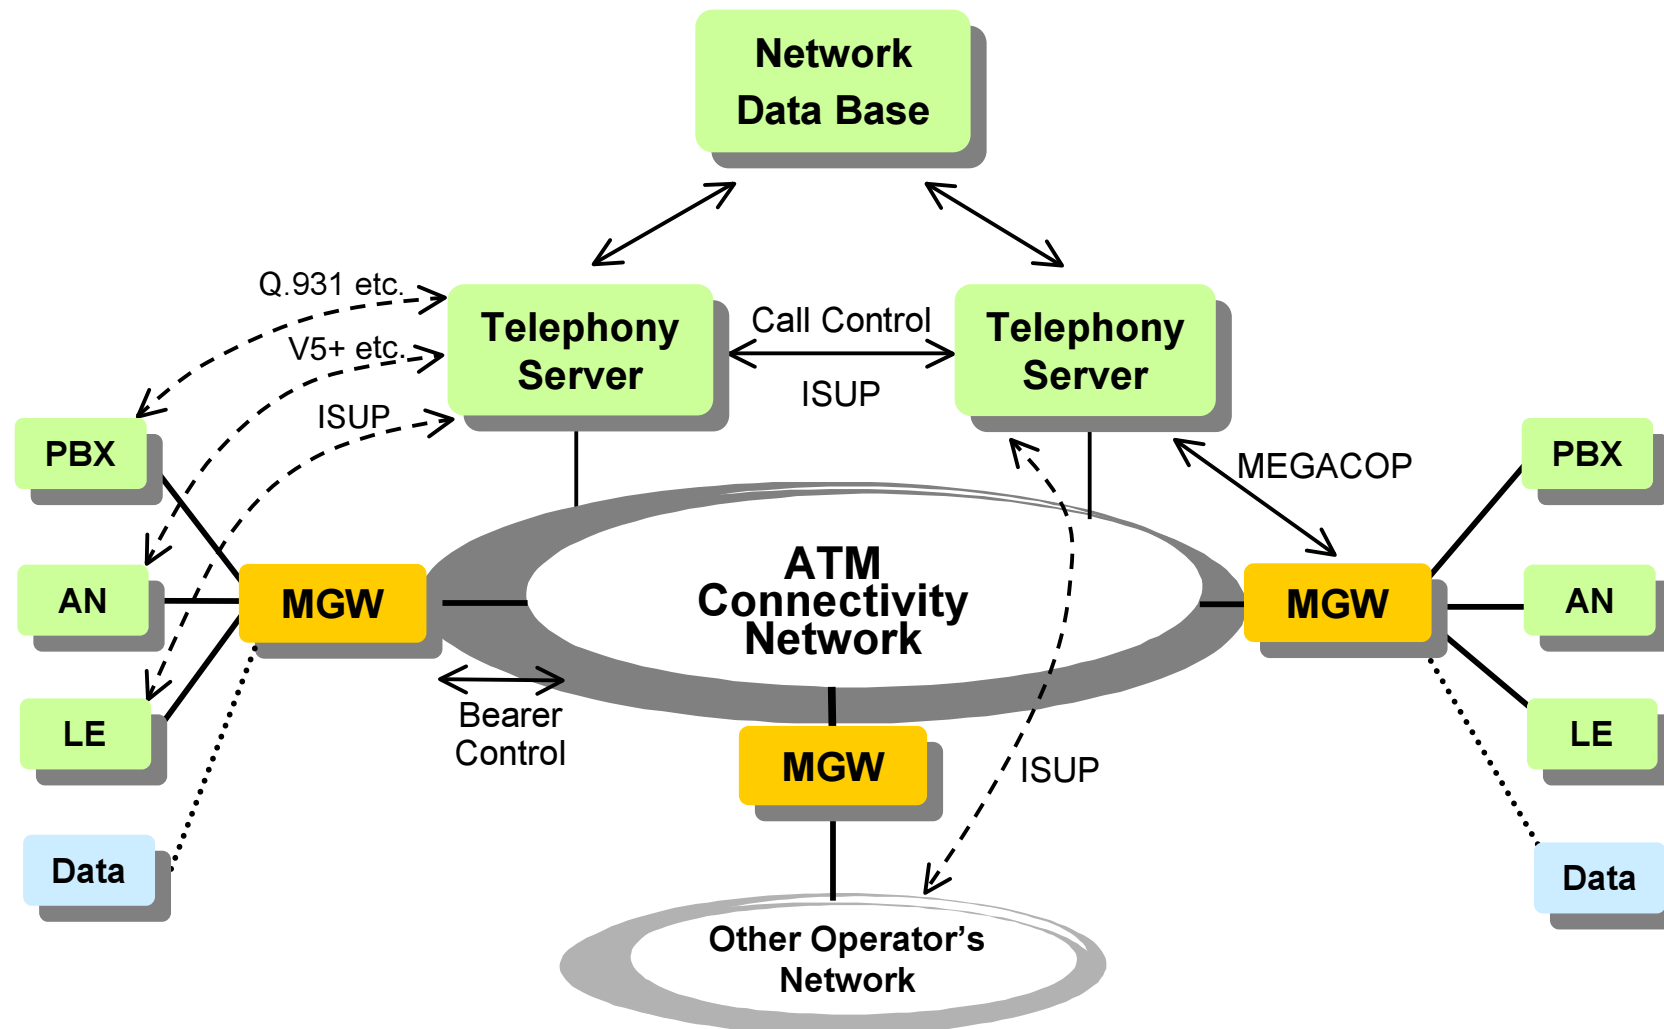 Network
Data Base
Q.931 etc.
V5+ etc.
ISUP
Telephony
Server
Call Control
ISUP
Telephony
Server
MEGACOP
PBX
AN
LE
Data
MGW
Bearer
Control
ATM
Connectivity
Network
MGW
ISUP
MGW
PBX
AN
LE
Data
Other Operator’s
Network